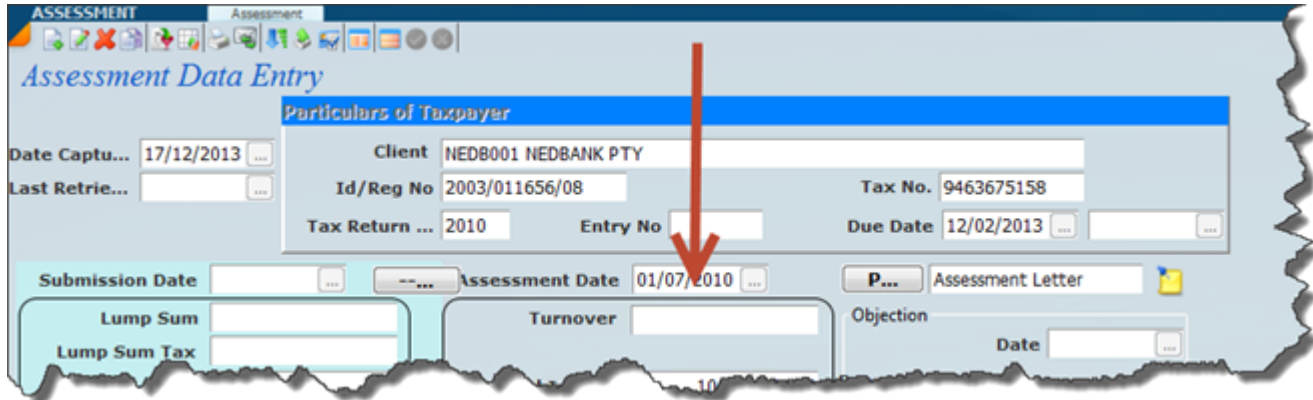 ASSESSMENT Assessment
Assessment Data Entry
Particulars of Taxpayer
Date Captu... 17/12/2013 ... Client NEDB001 NEDBANK PTY
Last Retrie... ... Id/Reg No 2003/011656/08 Tax No. 9463675158
Tax Return ... 2010 Entry No Due Date 12/02/2013 ... ...
Submission Date ... --... Assessment Date 01/07/2010 ... P... Assessment Letter
Lump Sum Turnover Objection
Lump Sum Tax Date ...